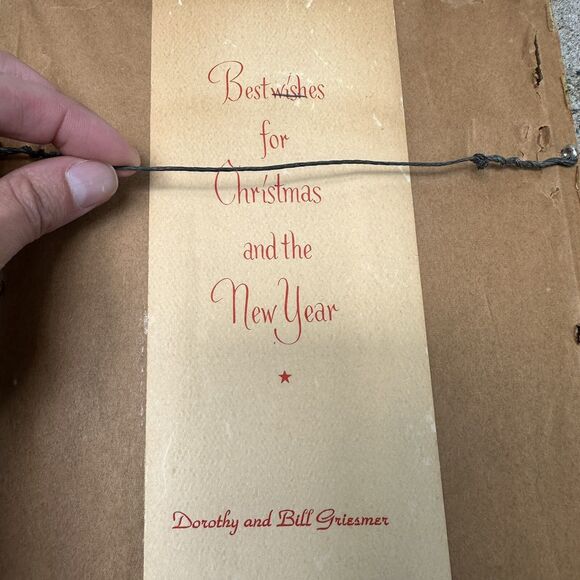 Best wishes
for
Christmas
and the
New Year
Dorothy and Bill Griesmer